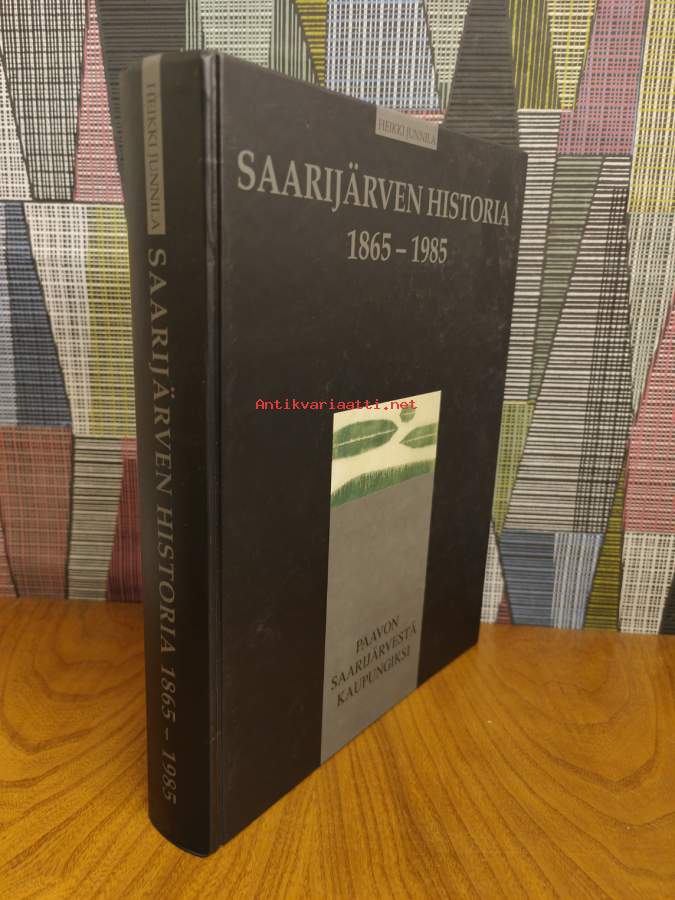 HEIKKI JUNNILA
SAARIJÄRVEN HISTORIA 1865 – 1985
HEIKKI JUNNILA
SAARIJÄRVEN HISTORIA
1865 – 1985
Antikvariaatti.net
PAAVON
SAARIJÄRVESTÄ
KAUPUNGIKSI